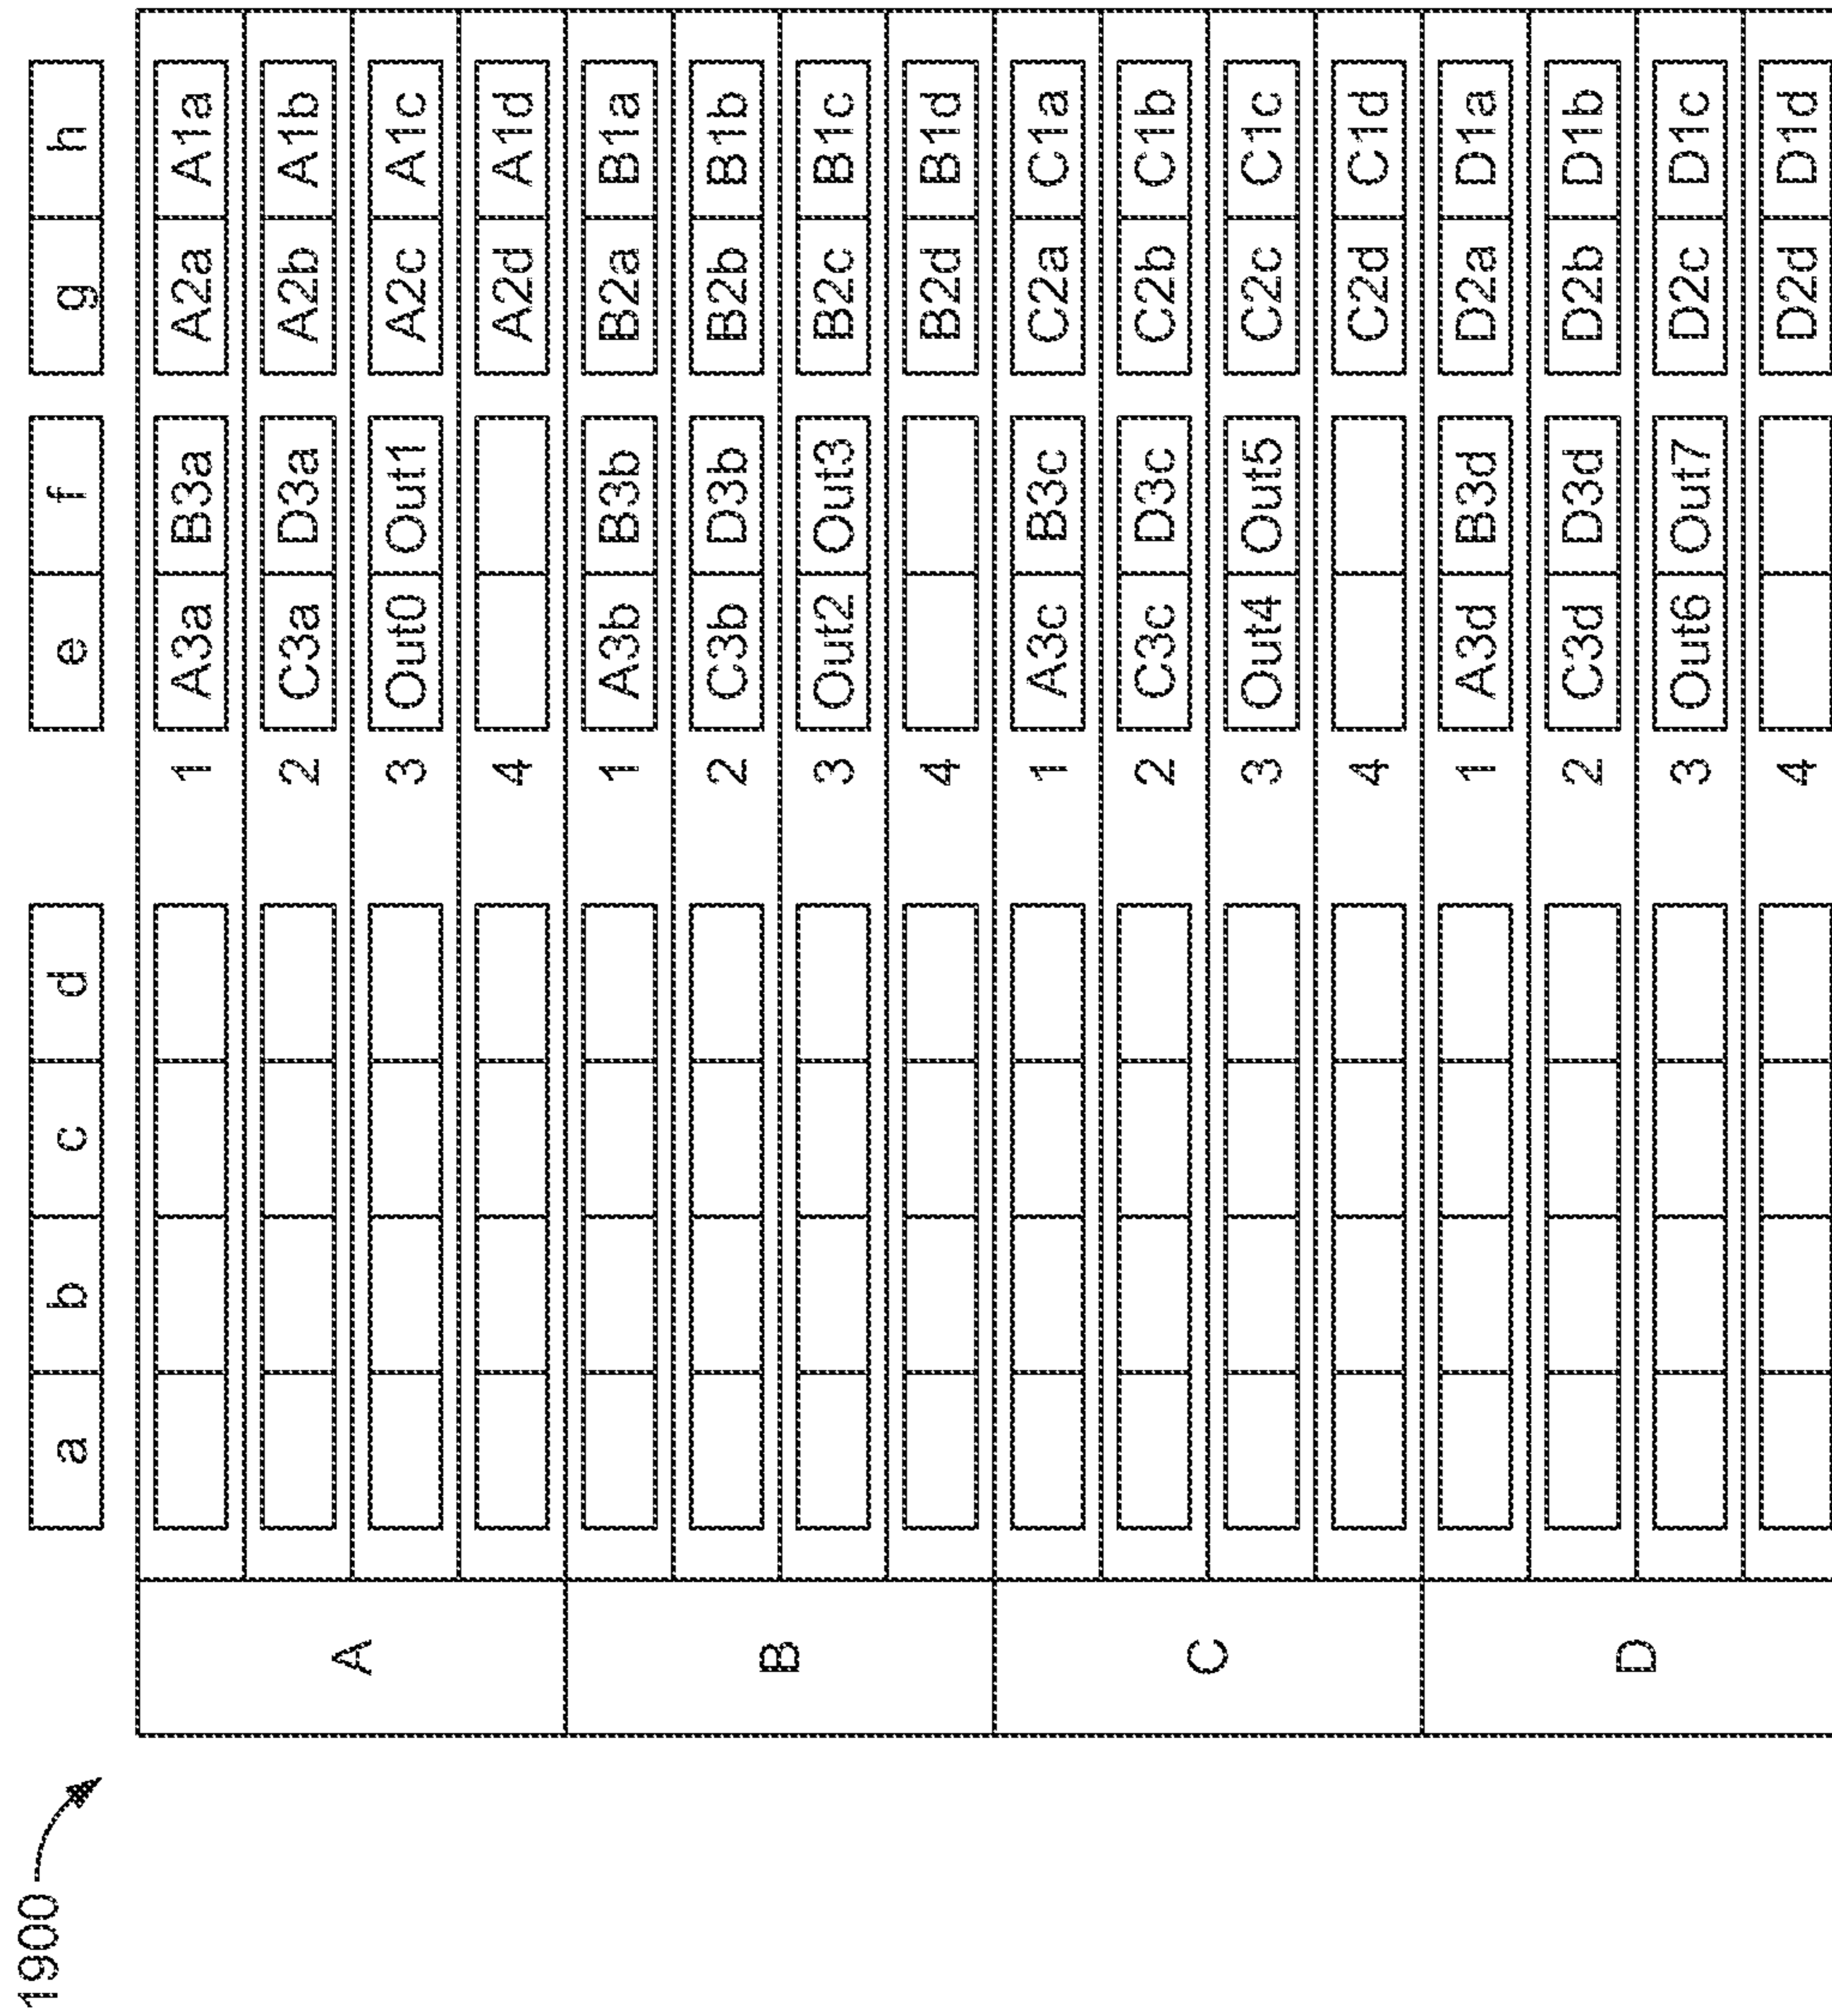 1900
a b c d e f g h
A
1 A3a B3a A2a A1a
2 C3a D3a A2b A1b
3 Out0 Out1 A2c A1c
4 A2d A1d
B
1 A3b B3b B2a B1a
2 C3b D3b B2b B1b
3 Out2 Out3 B2c B1c
4 B2d B1d
C
1 A3c B3c C2a C1a
2 C3c D3c C2b C1b
3 Out4 Out5 C2c C1c
4 C2d C1d
D
1 A3d B3d D2a D1a
2 C3d D3d D2b D1b
3 Out6 Out7 D2c D1c
4 D2d D1d